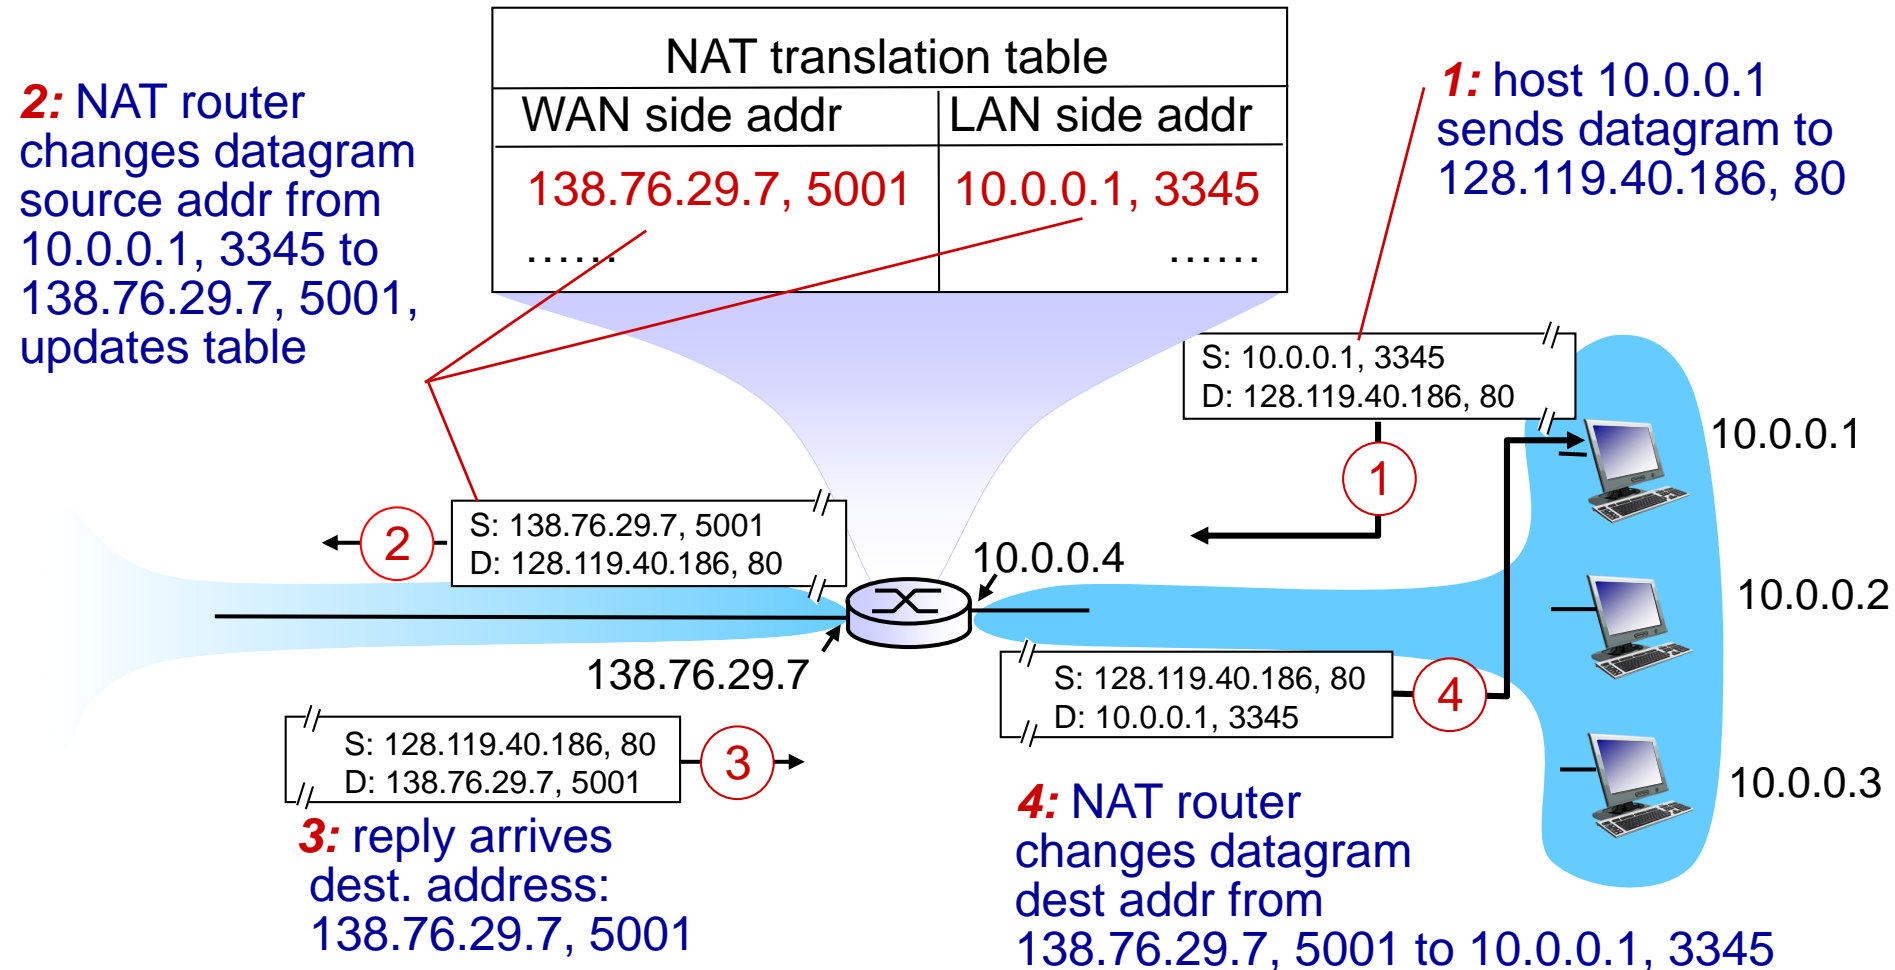 NAT translation table
WAN side addr LAN side addr
138.76.29.7, 5001 10.0.0.1, 3345
...... ......
2: NAT router
changes datagram
source addr from
10.0.0.1, 3345 to
138.76.29.7, 5001,
updates table
1: host 10.0.0.1
sends datagram to
128.119.40.186, 80
S: 10.0.0.1, 3345
D: 128.119.40.186, 80
1
10.0.0.1
2
S: 138.76.29.7, 5001
D: 128.119.40.186, 80
10.0.0.4
10.0.0.2
138.76.29.7
S: 128.119.40.186, 80
D: 10.0.0.1, 3345
4
S: 128.119.40.186, 80
D: 138.76.29.7, 5001
3
10.0.0.3
3: reply arrives
dest. address:
138.76.29.7, 5001
4: NAT router
changes datagram
dest addr from
138.76.29.7, 5001 to 10.0.0.1, 3345